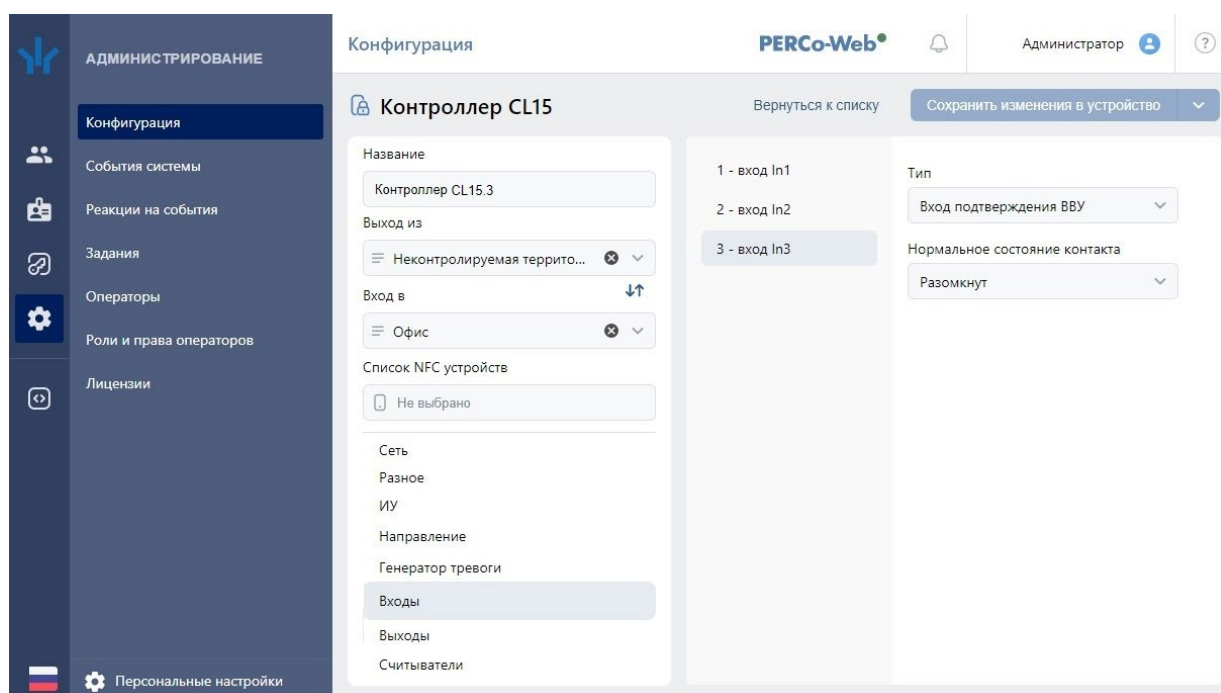 АДМИНИСТРИРОВАНИЕ
Конфигурация
События системы
Реакции на события
Задания
Операторы
Роли и права операторов
Лицензии
Персональные настройки
Конфигурация
PERCo-Web
Администратор
?
Контроллер CL15
Вернуться к списку
Сохранить изменения в устройство
Название
Контроллер CL15.3
Выход из
Неконтролируемая террито...
Вход в
Офис
Список NFC устройств
Не выбрано
Сеть
Разное
ИУ
Направление
Генератор тревоги
Входы
Выходы
Считыватели
1 - вход In1
2 - вход In2
3 - вход In3
Тип
Вход подтверждения ВВУ
Нормальное состояние контакта
Разомкнут